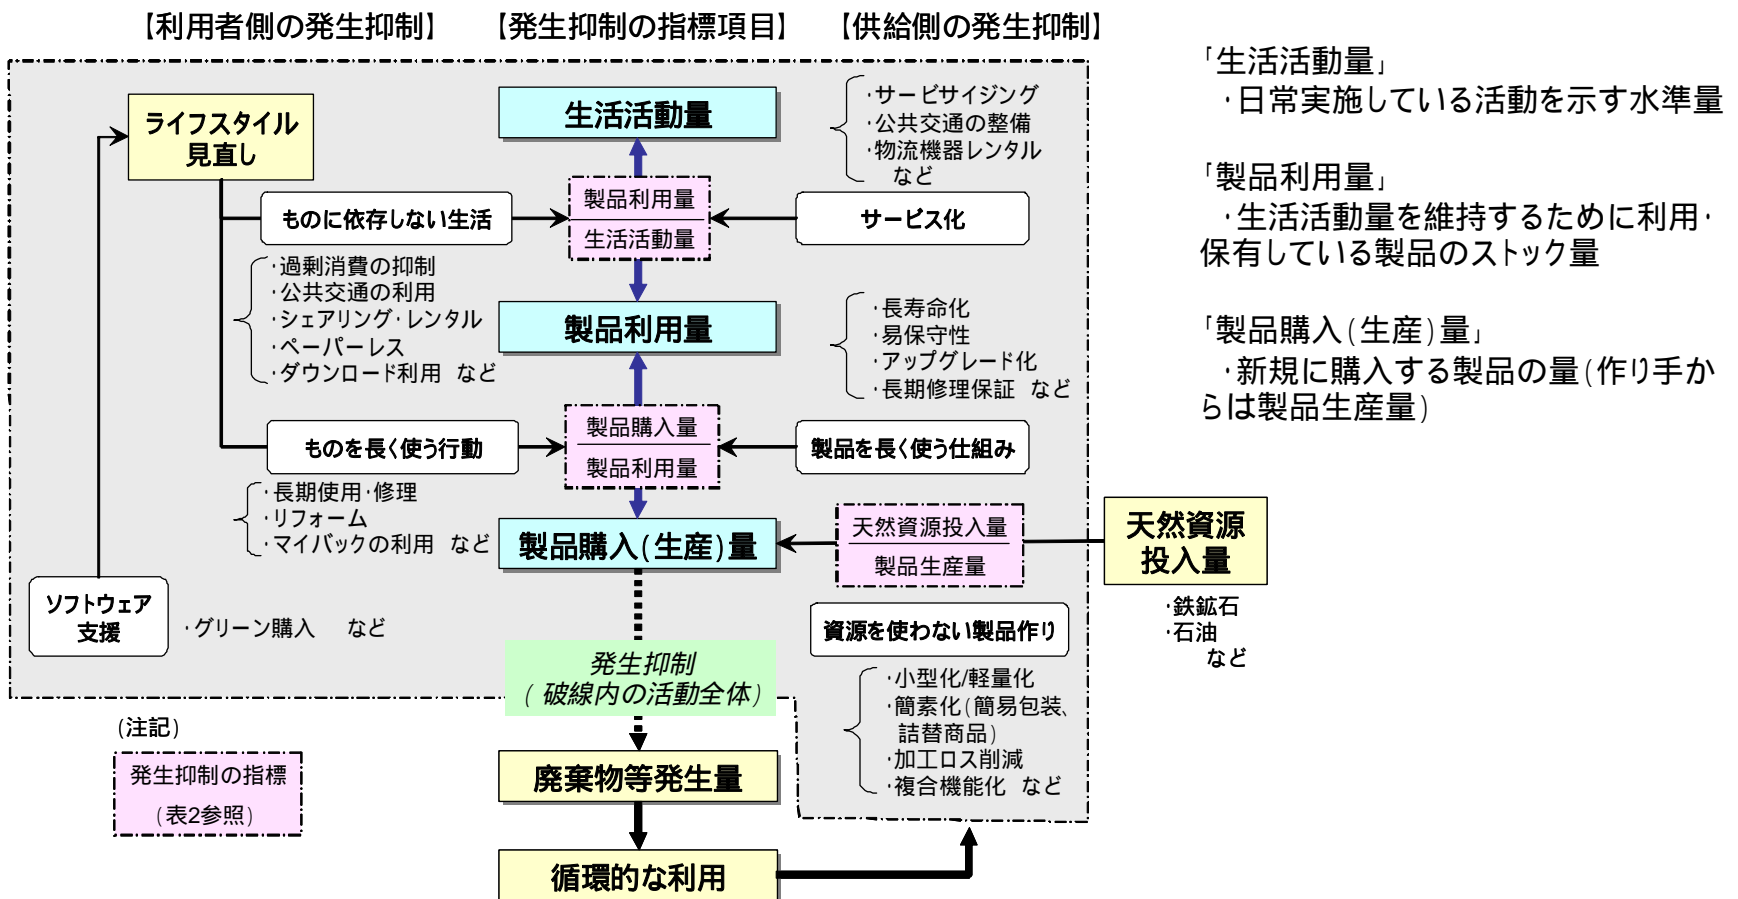 【利用者側の発生抑制】
【発生抑制の指標項目】
【供給側の発生抑制】
ライフスタイル
見直し
ものに依存しない生活
・過剰消費の抑制
・公共交通の利用
・シェアリング・レンタル
・ペーパーレス
・ダウンロード利用 など
ものを長く使う行動
・長期使用・修理
・リフォーム
・マイバックの利用 など
ソフトウェア
支援
・グリーン購入 など
生活活動量
製品利用量
生活活動量
製品利用量
製品購入量
製品利用量
製品購入(生産)量
発生抑制
(破線内の活動全体)
廃棄物等発生量
循環的な利用
・サービサイジング
・公共交通の整備
・物流機器レンタル
など
サービス化
・長寿命化
・易保守性
・アップグレード化
・長期修理保証 など
製品を長く使う仕組み
天然資源投入量
製品生産量
資源を使わない製品作り
・小型化/軽量化
・簡素化(簡易包装、
詰替商品)
・加工ロス削減
・複合機能化 など
天然資源
投入量
・鉄鉱石
・石油
など
(注記)
発生抑制の指標
(表2参照)
「生活活動量」
・日常実施している活動を示す水準量
「製品利用量」
・生活活動量を維持するために利用・
保有している製品のストック量
「製品購入(生産)量」
・新規に購入する製品の量(作り手か
らは製品生産量)